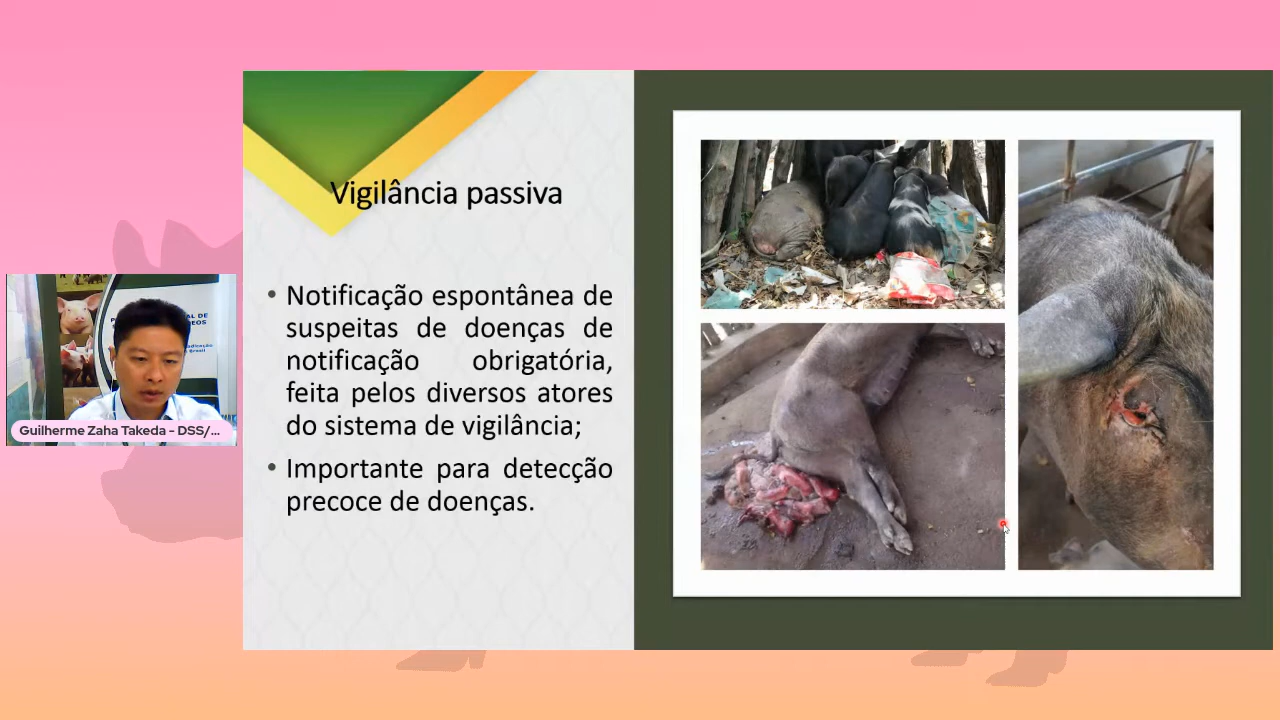 Vigilância passiva
• Notificação espontânea de
suspeitas de doenças de
notificação obrigatória,
feita pelos diversos atores
do sistema de vigilância;
• Importante para detecção
precoce de doenças.
Guilherme Zaha Takeda - DSS/...